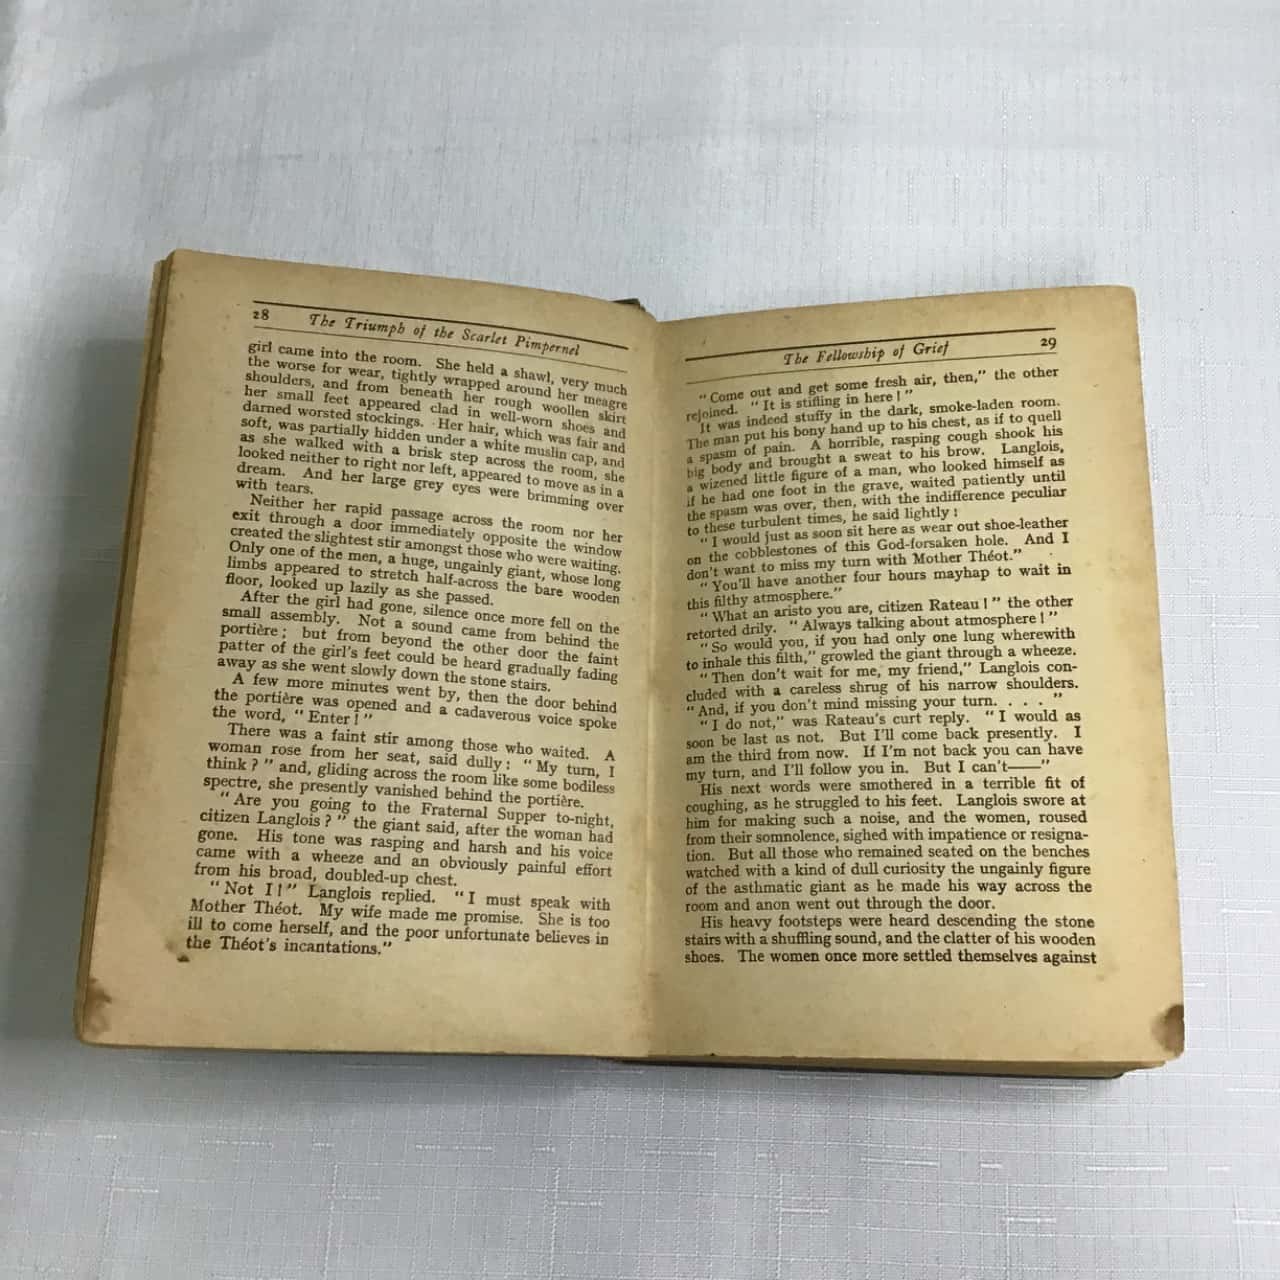 28 The Triumph of the Scarlet Pimpernel
girl came into the room. She held a shawl, very much
the worse for wear, tightly wrapped around her meagre
shoulders, and from beneath her rough woollen skirt
her small feet appeared clad in well-worn shoes and
darned worsted stockings. Her hair, which was fair and
soft, was partially hidden under a white muslin cap, and
as she walked with a brisk step across the room, she
looked neither to right nor left, appeared to move as in a
dream. And her large grey eyes were brimming over
with tears.
Neither her rapid passage across the room nor her
exit through a door immediately opposite the window
created the slightest stir amongst those who were waiting.
Only one of the men, a huge, ungainly giant, whose long
limbs appeared to stretch half-across the bare wooden
floor, looked up lazily as she passed.
After the girl had gone, silence once more fell on the
small assembly. Not a sound came from behind the
portière; but from beyond the other door the faint
patter of the girl's feet could be heard gradually fading
away as she went slowly down the stone stairs.
A few more minutes went by, then the door behind
the portière was opened and a cadaverous voice spoke
the word, "Enter!"
There was a faint stir among those who waited. A
woman rose from her seat, said dully: "My turn, I
think?" and, gliding across the room like some bodiless
spectre, she presently vanished behind the portière.
"Are you going to the Fraternal Supper to-night,
citizen Langlois?" the giant said, after the woman had
gone. His tone was rasping and harsh and his voice
came with a wheeze and an obviously painful effort
from his broad, doubled-up chest.
"Not I!" Langlois replied. "I must speak with
Mother Théot. My wife made me promise. She is too
ill to come herself, and the poor unfortunate believes in
the Théot's incantations."
The Fellowship of Grief 29
"Come out and get some fresh air, then," the other
rejoined. "It is stifling in here!"
It was indeed stuffy in the dark, smoke-laden room.
The man put his bony hand up to his chest, as if to quell
a spasm of pain. A horrible, rasping cough shook his
big body and brought a sweat to his brow. Langlois,
a wizened little figure of a man, who looked himself as
if he had one foot in the grave, waited patiently until
the spasm was over, then, with the indifference peculiar
to these turbulent times, he said lightly:
"I would just as soon sit here as wear out shoe-leather
on the cobblestones of this God-forsaken hole. And I
don't want to miss my turn with Mother Théot."
"You'll have another four hours mayhap to wait in
this filthy atmosphere."
"What an aristo you are, citizen Rateau!" the other
retorted drily. "Always talking about atmosphere!"
"So would you, if you had only one lung wherewith
to inhale this filth," growled the giant through a wheeze.
"Then don't wait for me, my friend," Langlois con-
cluded with a careless shrug of his narrow shoulders.
"And, if you don't mind missing your turn. . . . "
"I do not," was Rateau's curt reply. "I would as
soon be last as not. But I'll come back presently. I
am the third from now. If I'm not back you can have
my turn, and I'll follow you in. But I can't——"
His next words were smothered in a terrible fit of
coughing, as he struggled to his feet. Langlois swore at
him for making such a noise, and the women, roused
from their somnolence, sighed with impatience or resigna-
tion. But all those who remained seated on the benches
watched with a kind of dull curiosity the ungainly figure
of the asthmatic giant as he made his way across the
room and anon went out through the door.
His heavy footsteps were heard descending the stone
stairs with a shuffling sound, and the clatter of his wooden
shoes. The women once more settled themselves against